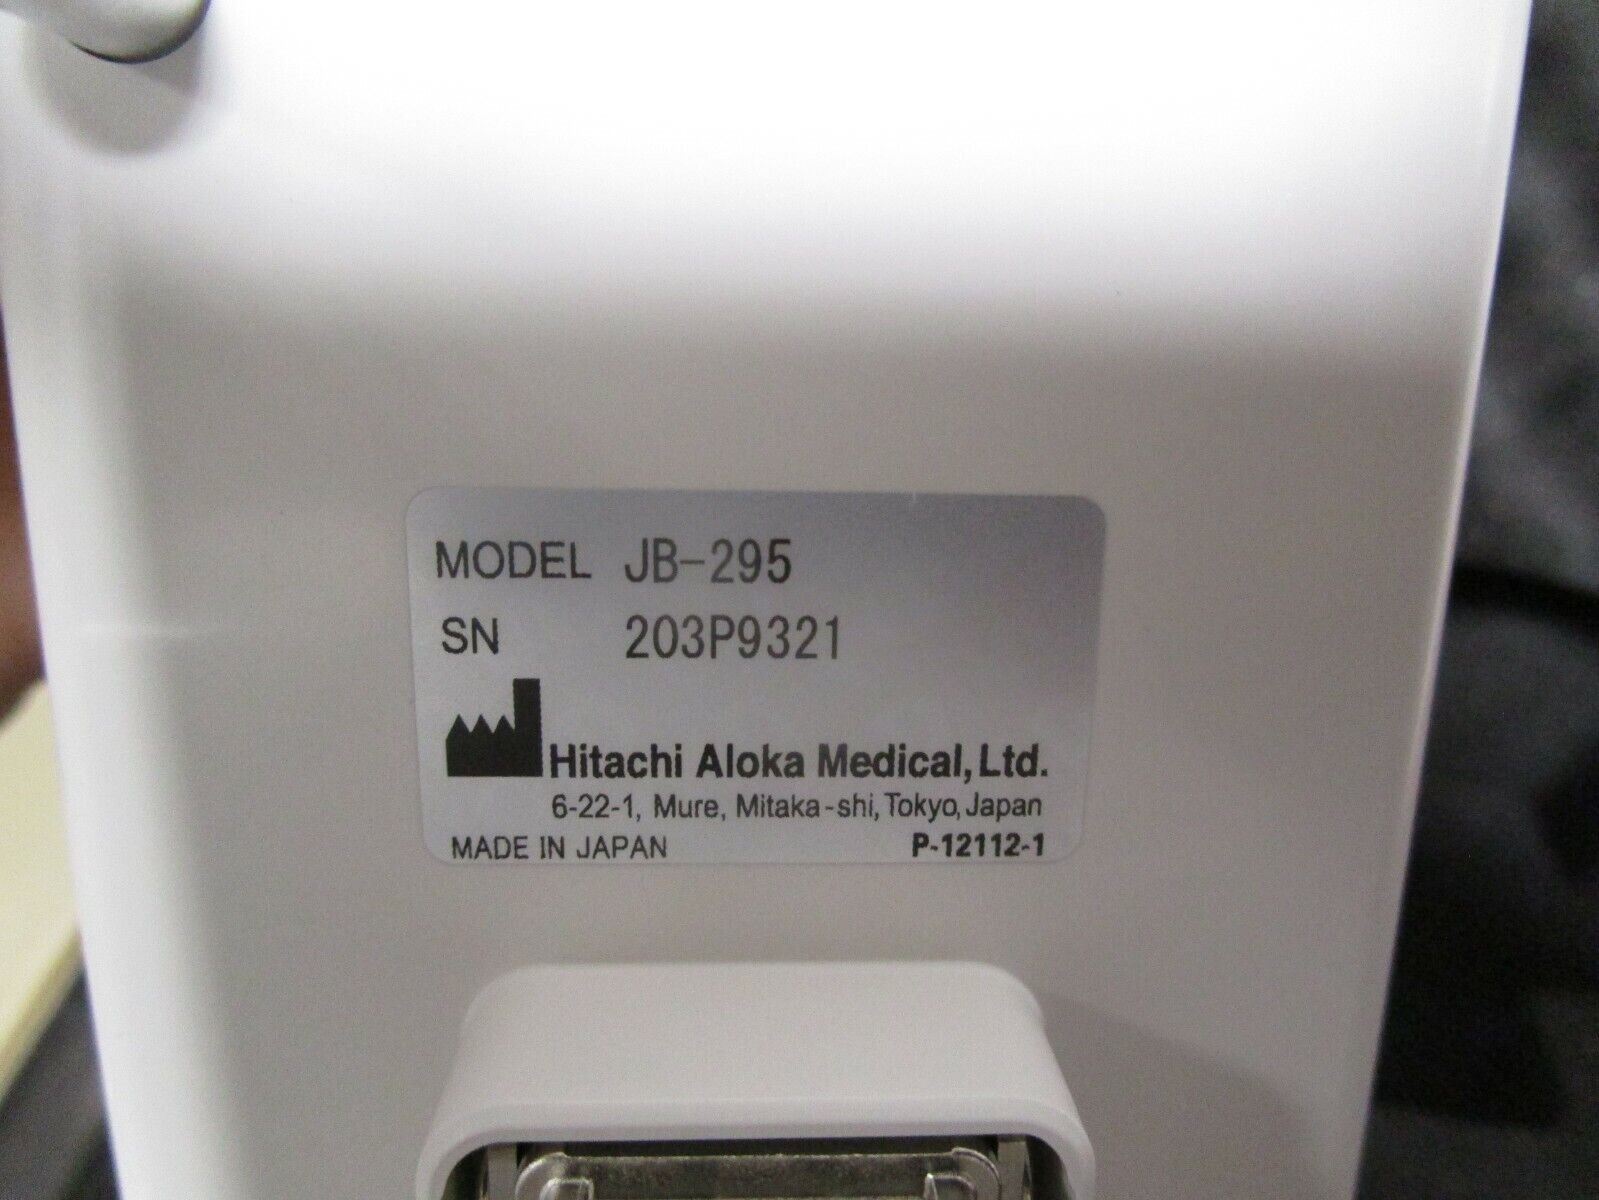 MODEL JB-295
SN 203P9321
Hitachi Aloka Medical, Ltd.
6-22-1, Mure, Mitaka-shi, Tokyo, Japan
MADE IN JAPAN P-12112-1